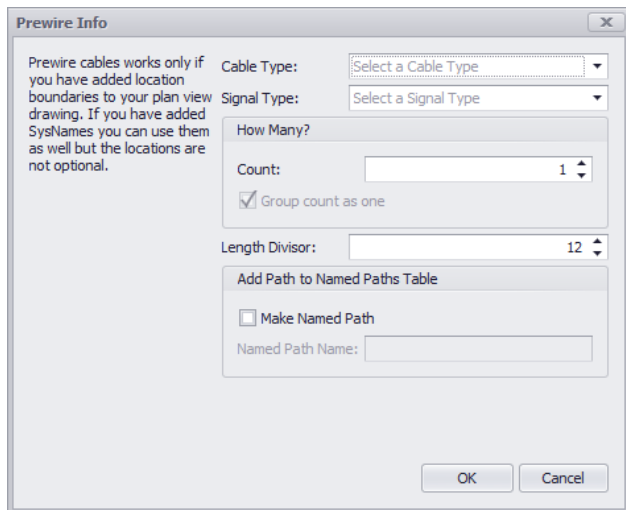 Prewire Info
Prewire cables works only if
you have added location
boundaries to your plan view
drawing. If you have added
SysNames you can use them
as well but the locations are
not optional.
Cable Type: Select a Cable Type
Signal Type: Select a Signal Type
How Many?
Count: 1
Group count as one
Length Divisor: 12
Add Path to Named Paths Table
Make Named Path
Named Path Name:
OK Cancel